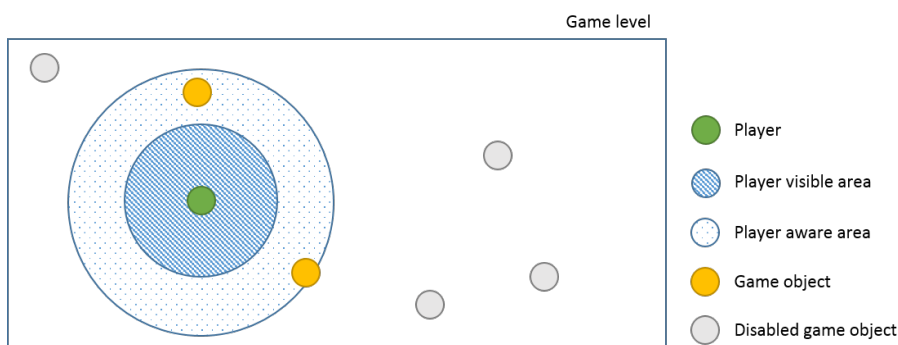 Game level
Player
Player visible area
Player aware area
Game object
Disabled game object